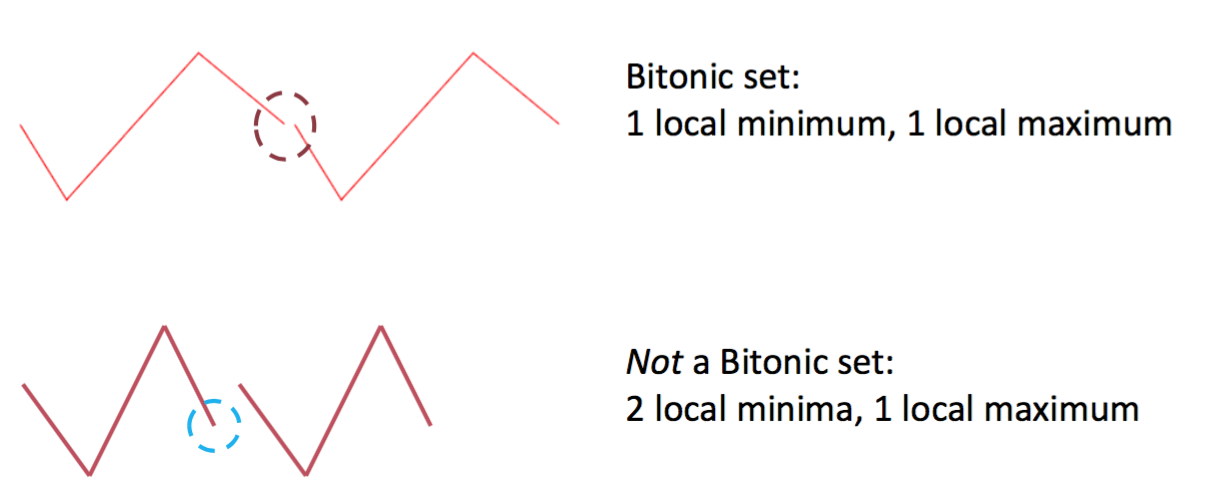 Bitonic set:
1 local minimum, 1 local maximum
Not a Bitonic set:
2 local minima, 1 local maximum